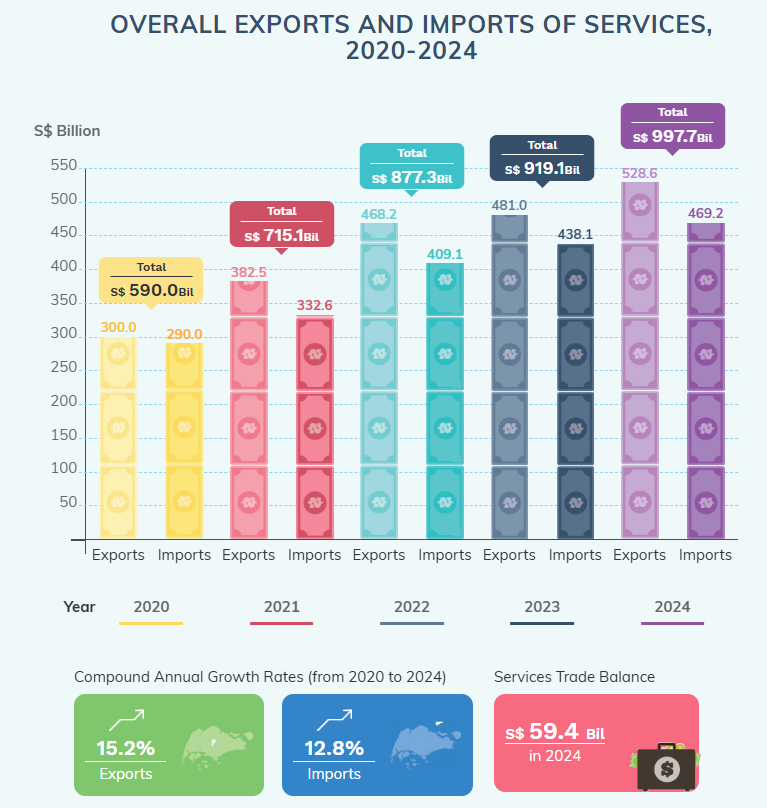 OVERALL EXPORTS AND IMPORTS OF SERVICES,
2020-2024
S$ Billion
Total
S$ 997.7Bil
Total
S$ 919.1Bil
Total
S$ 877.3Bil
Total
S$ 715.1Bil
Total
S$ 590.0Bil
550
500
450
400
350
300
250
200
150
100
50
300.0
290.0
382.5
332.6
468.2
409.1
481.0
438.1
528.6
469.2
Exports Imports Exports Imports Exports Imports Exports Imports Exports Imports
Year 2020 2021 2022 2023 2024
Compound Annual Growth Rates (from 2020 to 2024)
15.2%
Exports
12.8%
Imports
Services Trade Balance
S$ 59.4 Bil
in 2024
$